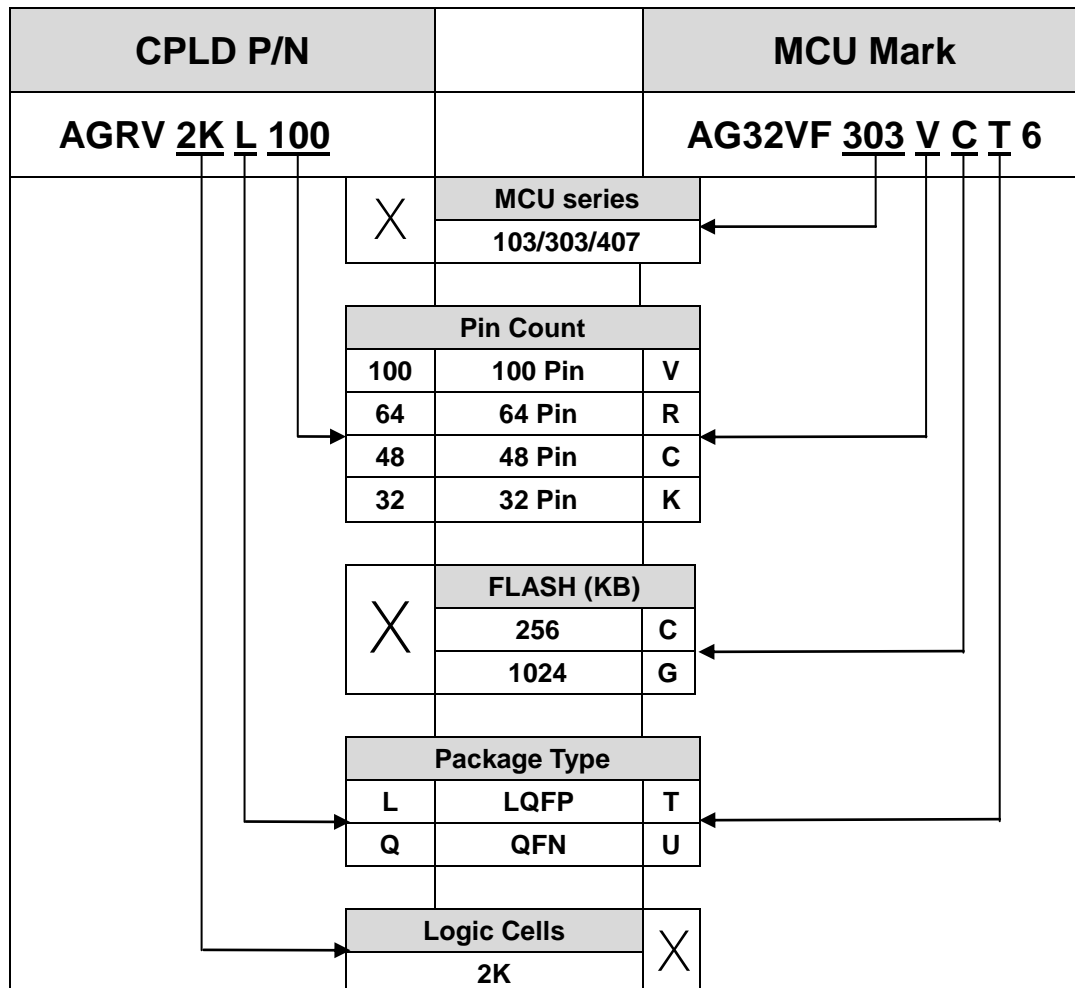 CPLD P/N MCU Mark
AGRV 2K L 100 AG32VF 303 V C T 6
MCU series
103/303/407
Pin Count
100 100 Pin V
64 64 Pin R
48 48 Pin C
32 32 Pin K
FLASH (KB)
256 C
1024 G
Package Type
L LQFP T
Q QFN U
Logic Cells
2K